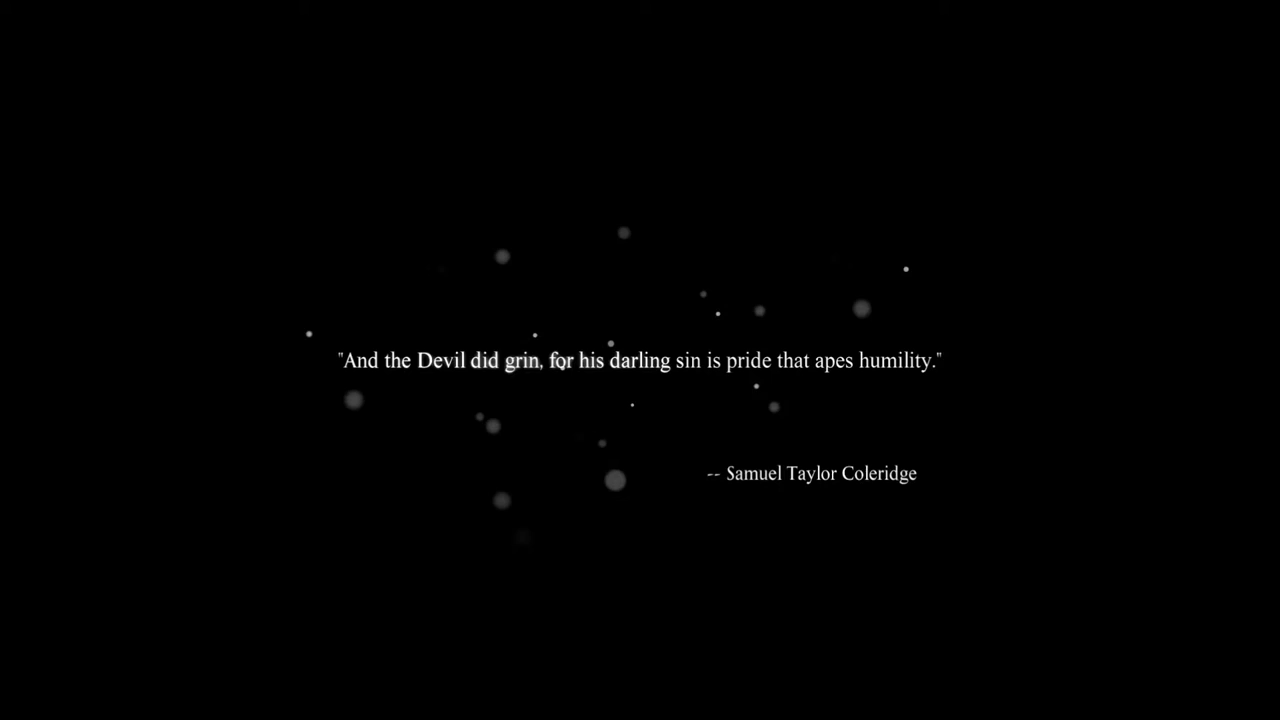 "And the Devil did grin, for his darling sin is pride that apes humility."
-- Samuel Taylor Coleridge